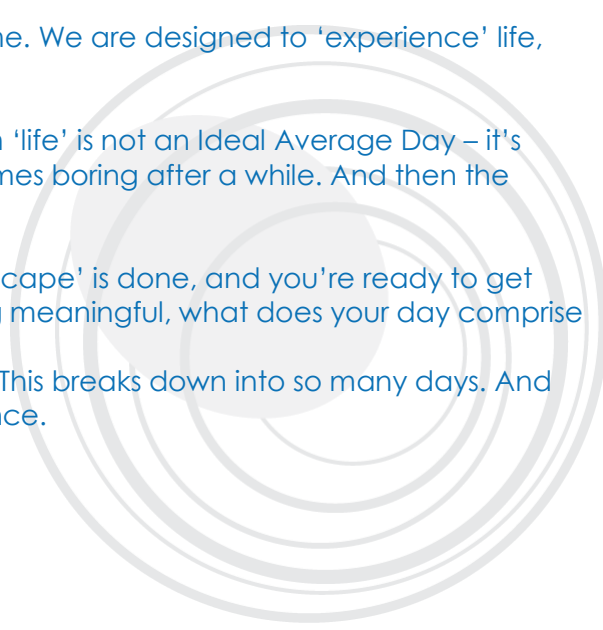 ne. We are designed to ‘experience’ life,
‘life’ is not an Ideal Average Day – it’s
mes boring after a while. And then the
cape’ is done, and you’re ready to get
meaningful, what does your day comprise
This breaks down into so many days. And
nce.